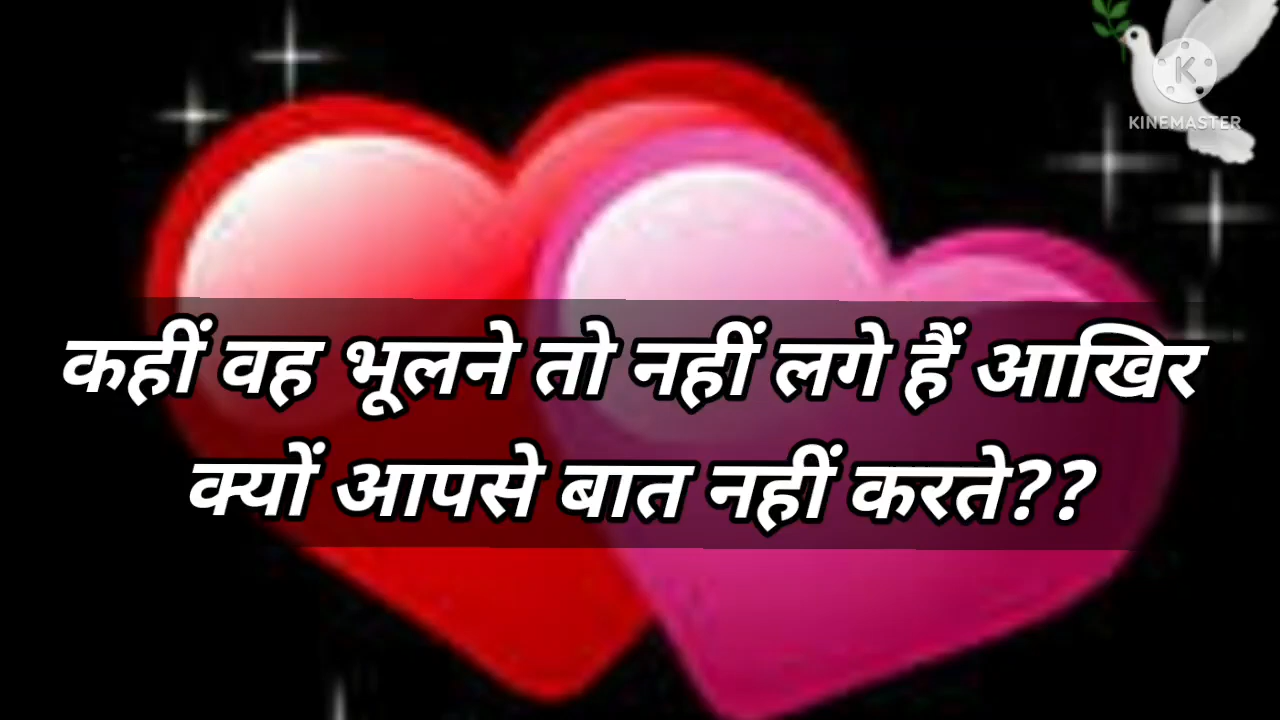 KINEMASTER
कहीं वह भूलने तो नहीं लगे हैं आखिर
क्यों आपसे बात नहीं करते??